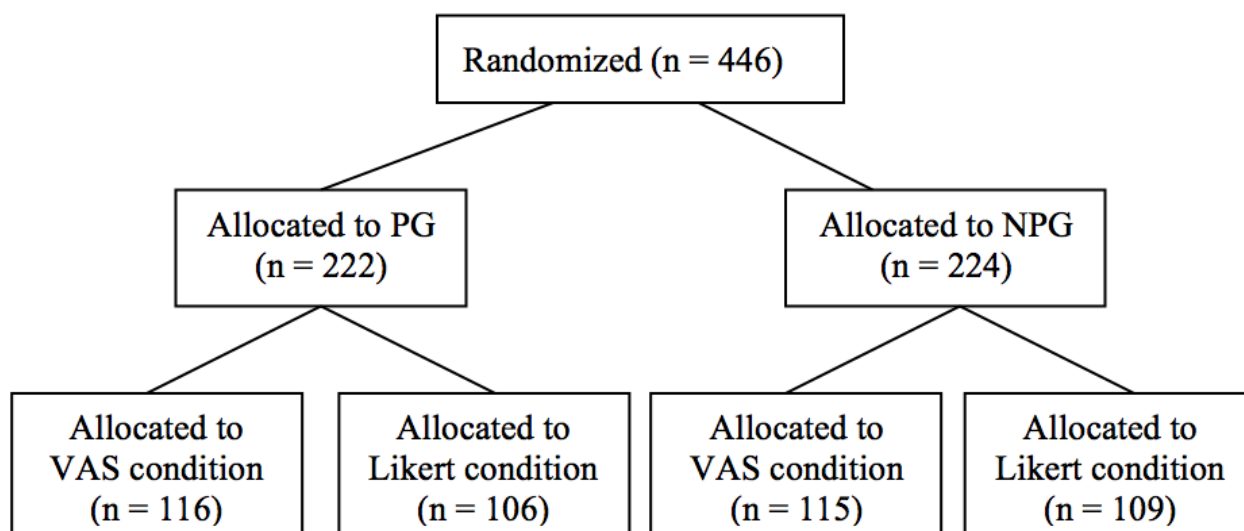 Randomized (n = 446)
Allocated to PG
(n = 222)
Allocated to NPG
(n = 224)
Allocated to
VAS condition
(n = 116)
Allocated to
Likert condition
(n = 106)
Allocated to
VAS condition
(n = 115)
Allocated to
Likert condition
(n = 109)